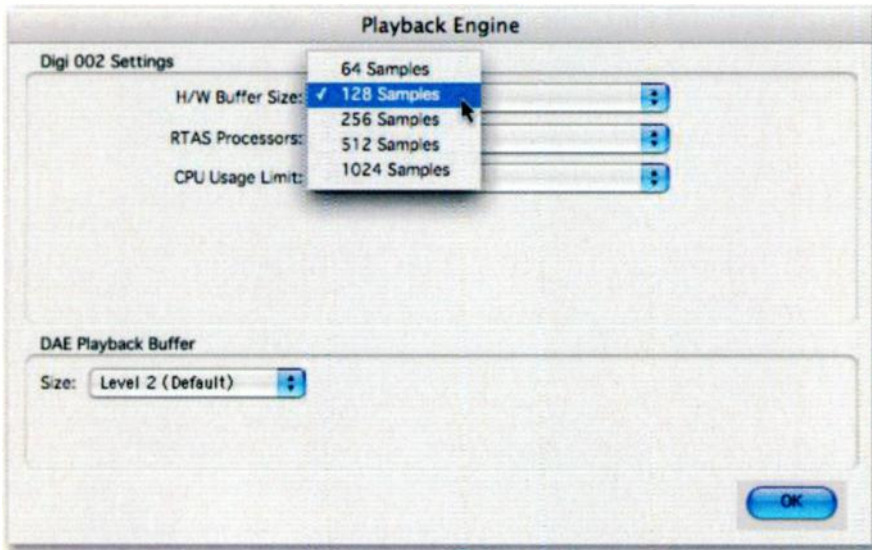 Playback Engine
Digi 002 Settings
H/W Buffer Size:
64 Samples
✓ 128 Samples
256 Samples
512 Samples
1024 Samples
RTAS Processors:
CPU Usage Limit:
DAE Playback Buffer
Size: Level 2 (Default)
OK